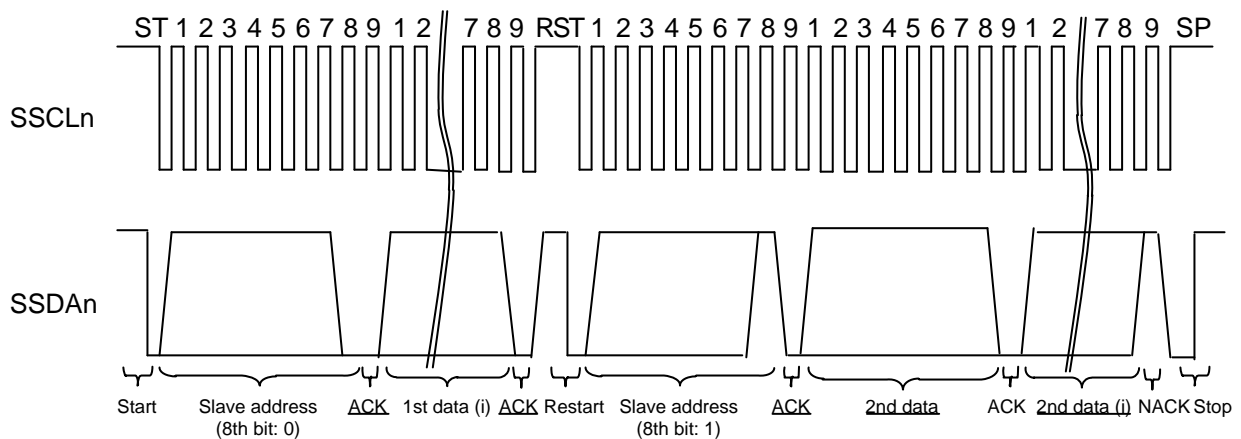 ST 1 2 3 4 5 6 7 8 9 1 2 7 8 9 RST 1 2 3 4 5 6 7 8 9 1 2 3 4 5 6 7 8 9 1 2 7 8 9 SP
SSCLn
SSDAn
Start Slave address ACK 1st data (i) ACK Restart Slave address ACK 2nd data ACK 2nd data (i) NACK Stop
(8th bit: 0) (8th bit: 1)